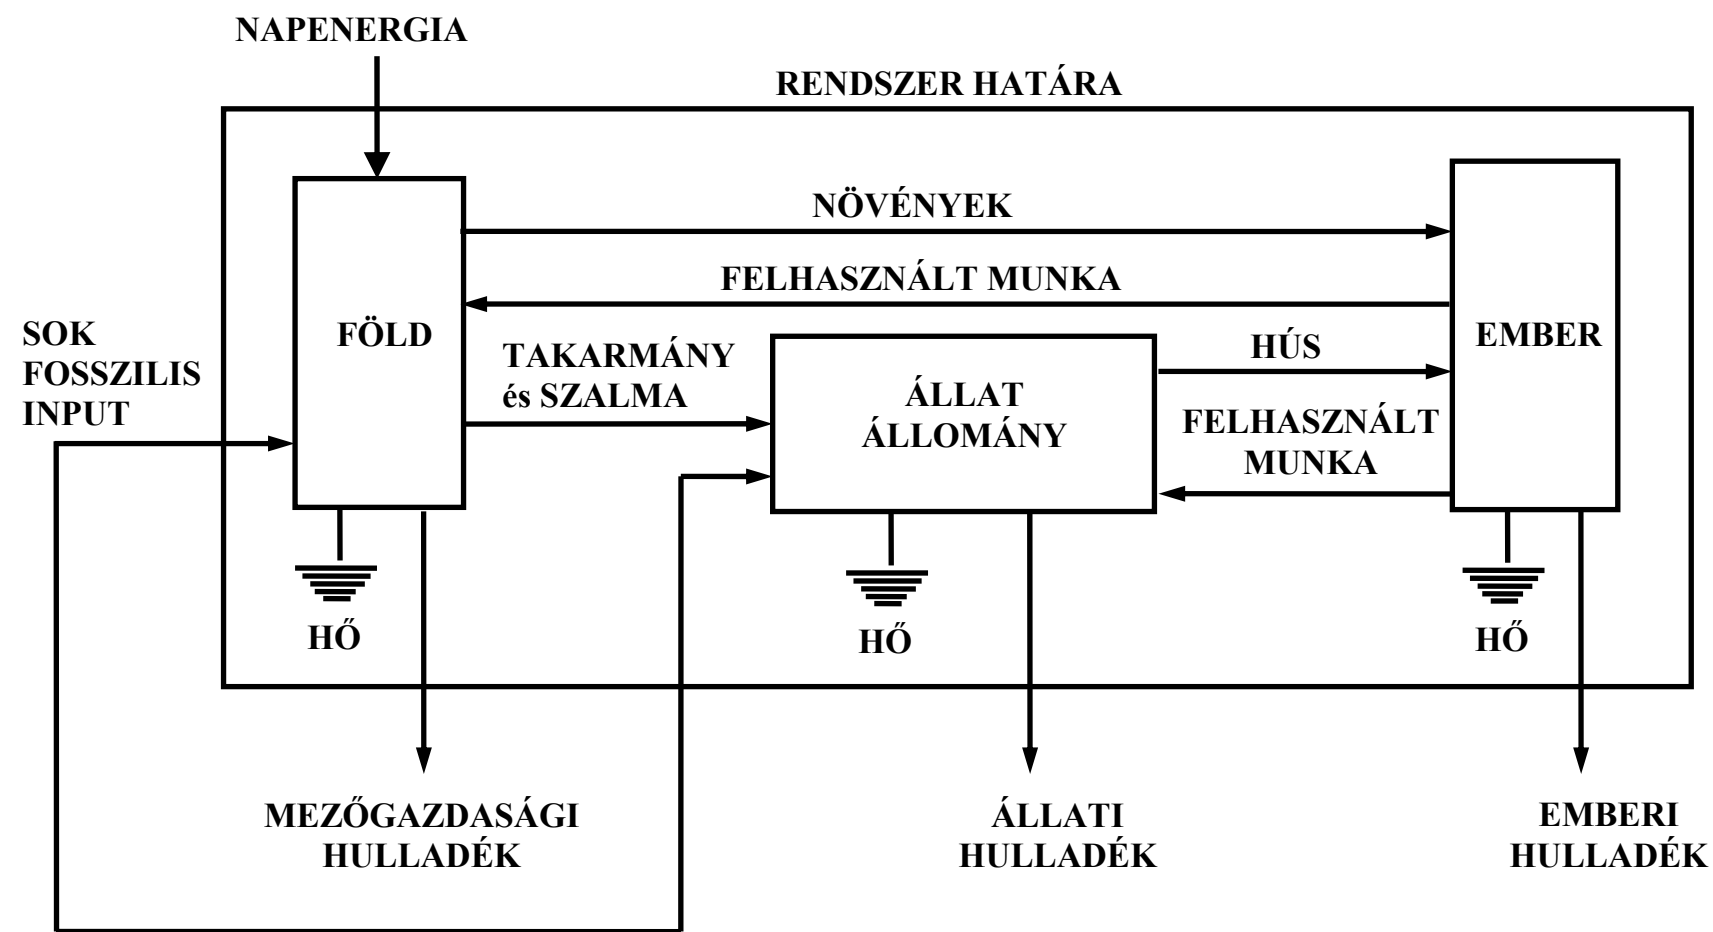 NAPENERGIA
RENDSZER HATÁRA
NÖVÉNYEK
FELHASZNÁLT MUNKA
SOK
FOSSZILIS
INPUT
FÖLD
TAKARMÁNY
és SZALMA
ÁLLAT
ÁLLOMÁNY
HÚS
FELHASZNÁLT
MUNKA
EMBER
HŐ
HŐ
HŐ
MEZŐGAZDASÁGI
HULLADÉK
ÁLLATI
HULLADÉK
EMBERI
HULLADÉK